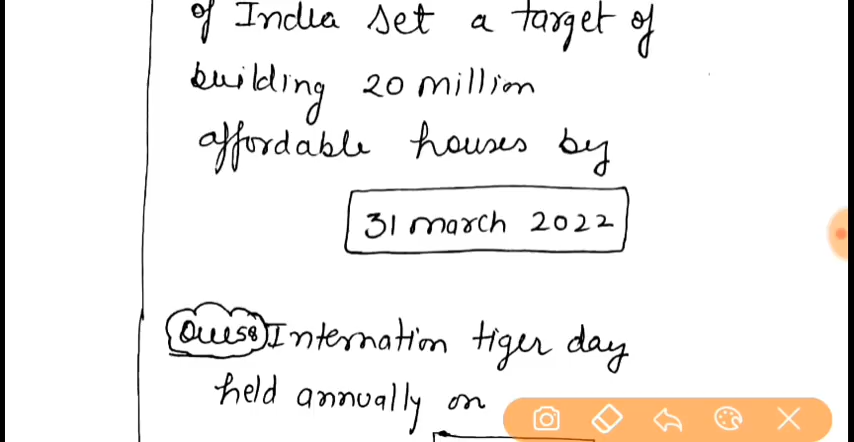 of India set a target of
building 20 million
affordable houses by
31 march 2022
Ques8 Internation tiger day
held annually on